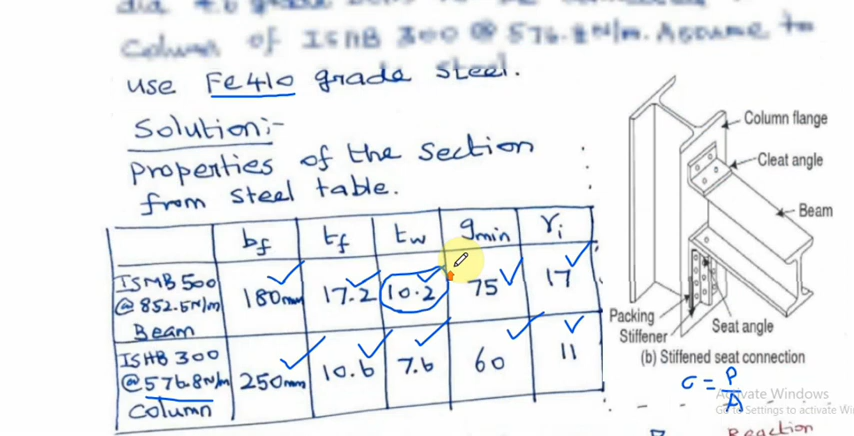 Column of ISHB 300 @ 576.8N/m. Assume to
use Fe410 grade steel.
Solution:-
properties of the section
from steel table.
bf tf tw gmin ri
ISMB 500
@ 852.5N/m
Beam
180mm 17.2 10.2 75 17
ISHB 300
@ 576.8N/m
Column
250mm 10.6 7.6 60 11
Column flange
Cleat angle
Beam
Packing
Stiffener
Seat angle
(b) Stiffened seat connection
σ = P/A
Activate Windows
Go to Settings to activate Wi
Reaction